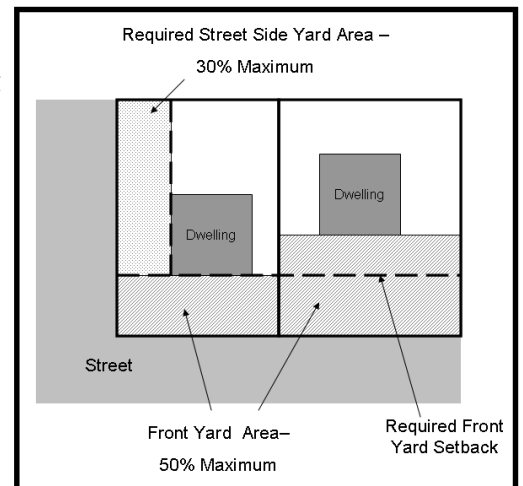 Required Street Side Yard Area –
30% Maximum
Dwelling
Dwelling
Street
Front Yard Area–
50% Maximum
Required Front
Yard Setback